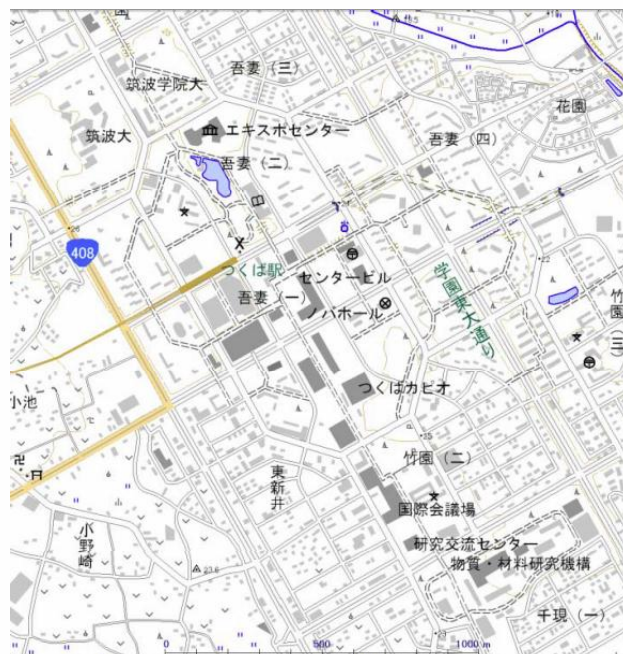 吾妻（三）
筑波学院大
花園
筑波大
エキスポセンター
吾妻（四）
吾妻（二）
408
つくば駅
センタービル
吾妻（一）
ノバホール
学園東大通り
竹園（三）
小池
つくばカピオ
竹園（二）
東新井
国際会議場
小野崎
研究交流センター
物質・材料研究機構
23.6
千現（一）
0 500 1000 m